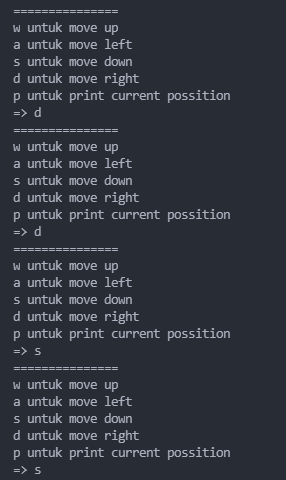 ===============
w untuk move up
a untuk move left
s untuk move down
d untuk move right
p untuk print current possition
=> d
===============
w untuk move up
a untuk move left
s untuk move down
d untuk move right
p untuk print current possition
=> d
===============
w untuk move up
a untuk move left
s untuk move down
d untuk move right
p untuk print current possition
=> s
===============
w untuk move up
a untuk move left
s untuk move down
d untuk move right
p untuk print current possition
=> s